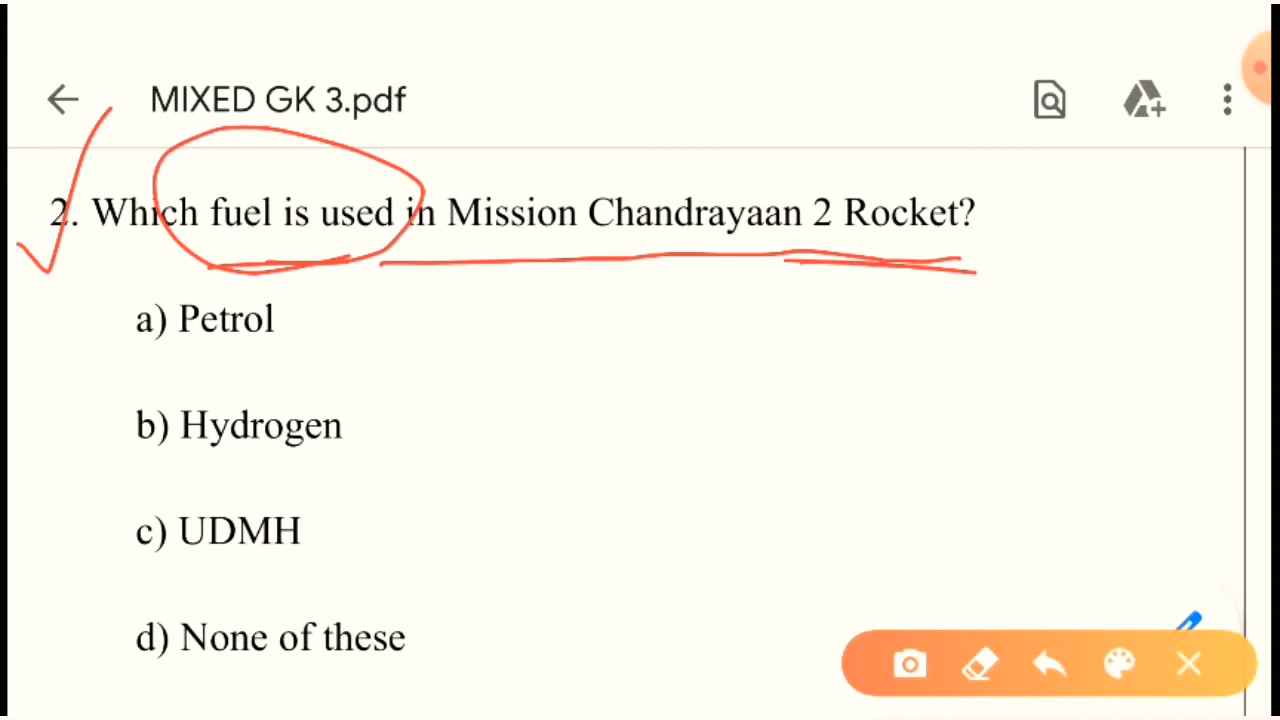 MIXED GK 3.pdf
2. Which fuel is used in Mission Chandrayaan 2 Rocket?
a) Petrol
b) Hydrogen
c) UDMH
d) None of these